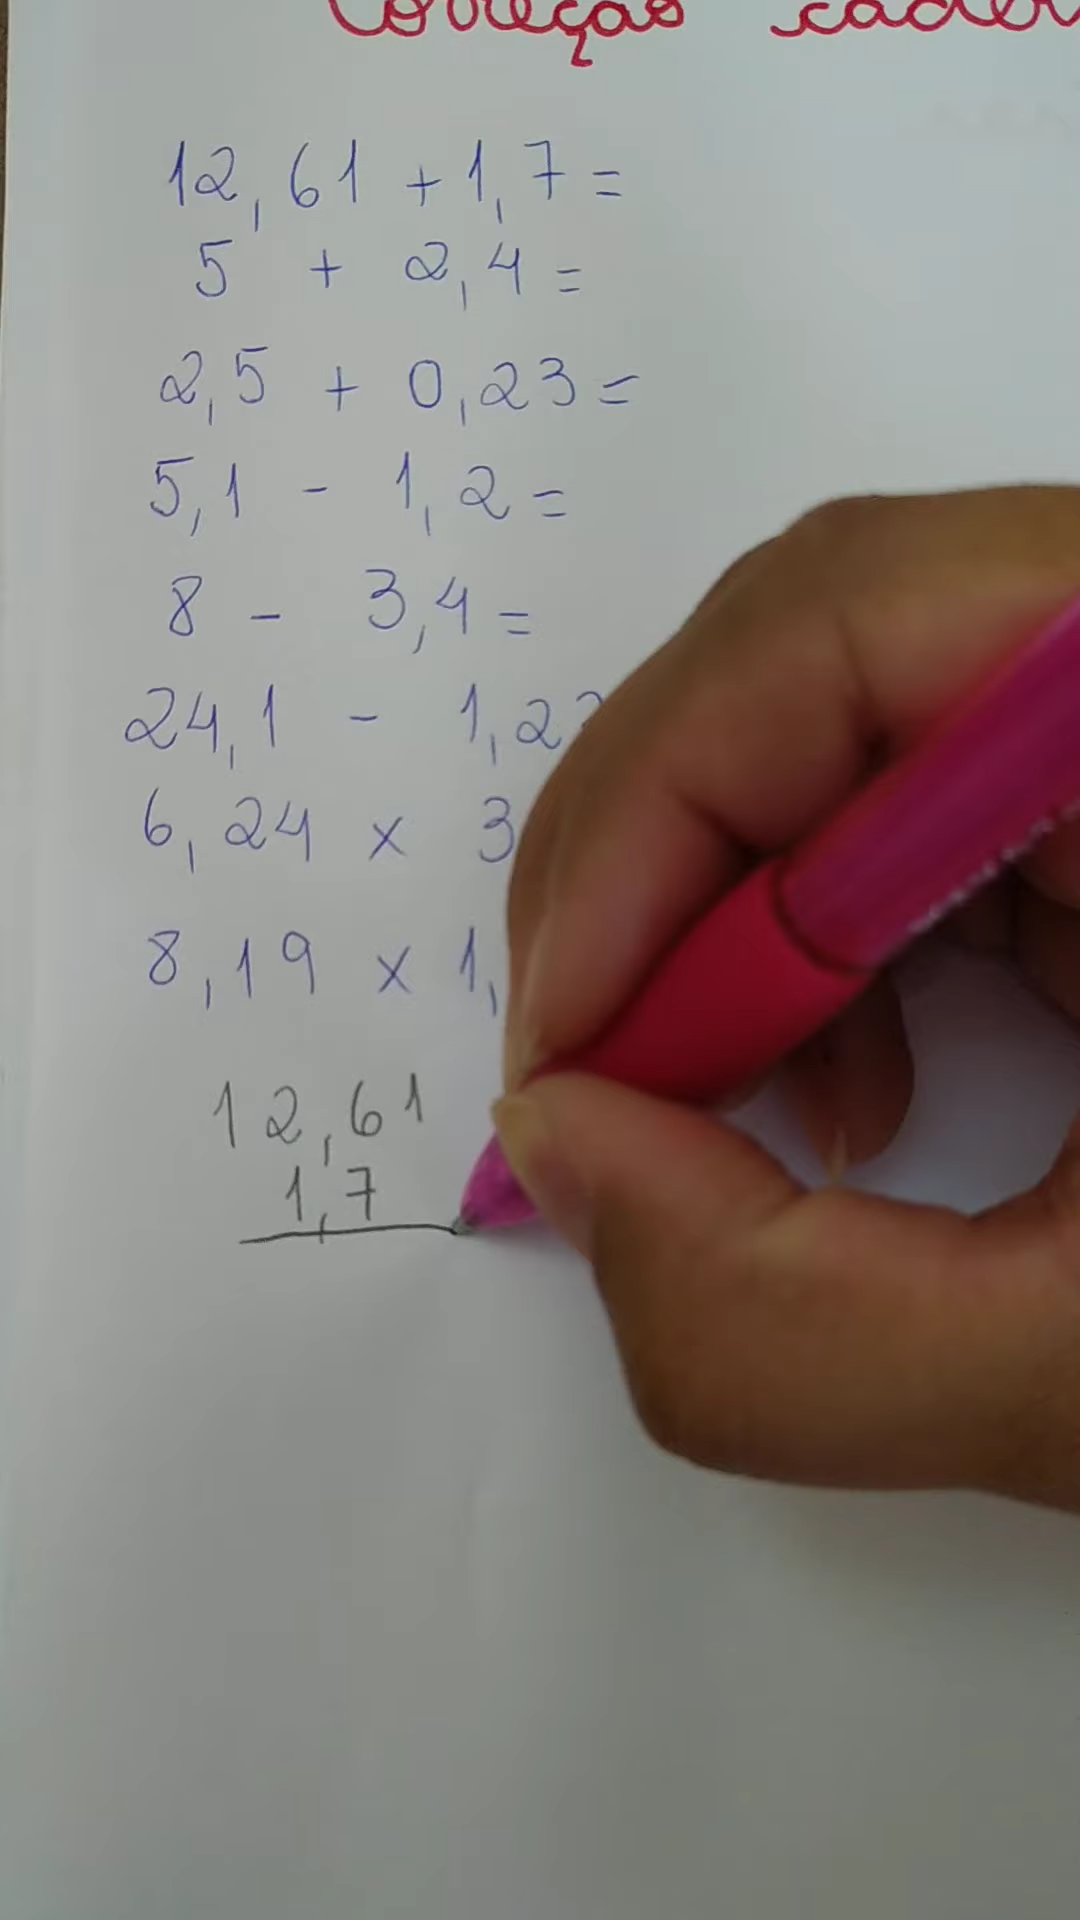 Correção
12,61 + 1,7 =
5 + 2,4 =
2,5 + 0,23 =
5,1 - 1,2 =
8 - 3,4 =
24,1 - 1,2
6,24 x 3
8,19 x 1,
12,61
1,7